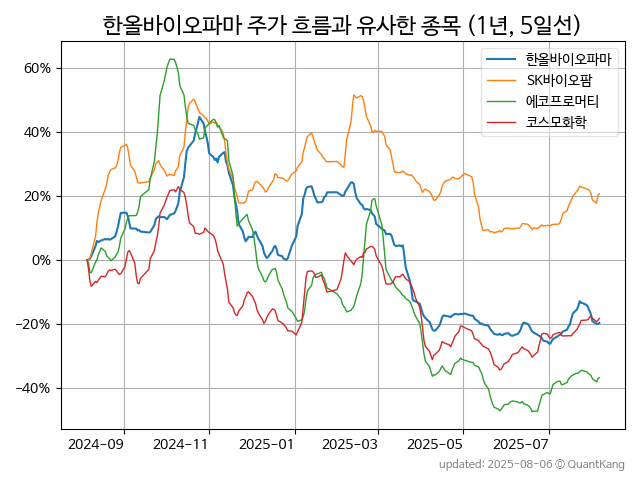 한올바이오파마 주가 흐름과 유사한 종목 (1년, 5일선)
한올바이오파마
SK바이오팜
에코프로머티
코스모화학
60%
40%
20%
0%
−20%
−40%
2024−09
2024−11
2025−01
2025−03
2025−05
2025−07
updated: 2025-08-06 ⓒ QuantKang